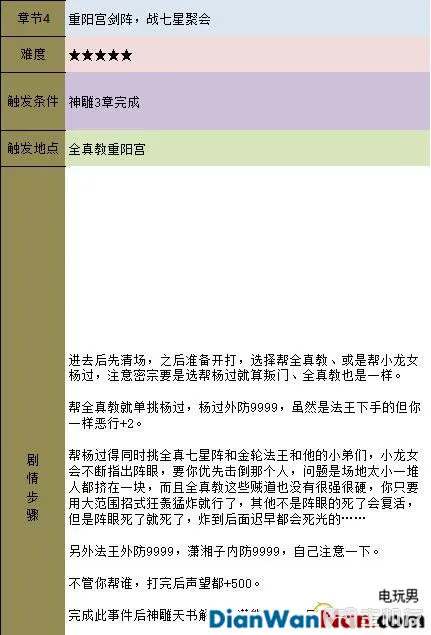 章节4
重阳宫剑阵，战七星聚会
难度
★★★★★
触发条件
神雕3章完成
触发地点
全真教重阳宫
剧情步骤
进去后先清场，之后准备开打，选择帮全真教、或是帮小龙女
杨过，注意密宗要是选帮杨过就算叛门、全真教也是一样。
帮全真教就单挑杨过，杨过外防9999，虽然是法王下手的但你
一样恶行+2。
帮杨过得同时挑全真七星阵和金轮法王和他的小弟们，小龙女
会不断指出阵眼，要你优先击倒那个人，问题是场地太小一堆
人都挤在一块，而且全真教这些贼道也没有很强很硬，你只要
用大范围招式狂轰猛炸就行了，其他不是阵眼的死了会复活，
但是阵眼死了就死了，炸到后面迟早都会死光的……
另外法王外防9999，潇湘子内防9999，自己注意一下。
不管你帮谁，打完后声望都+500。
完成此事件后神雕天书解
电玩男
DianWanNan.com